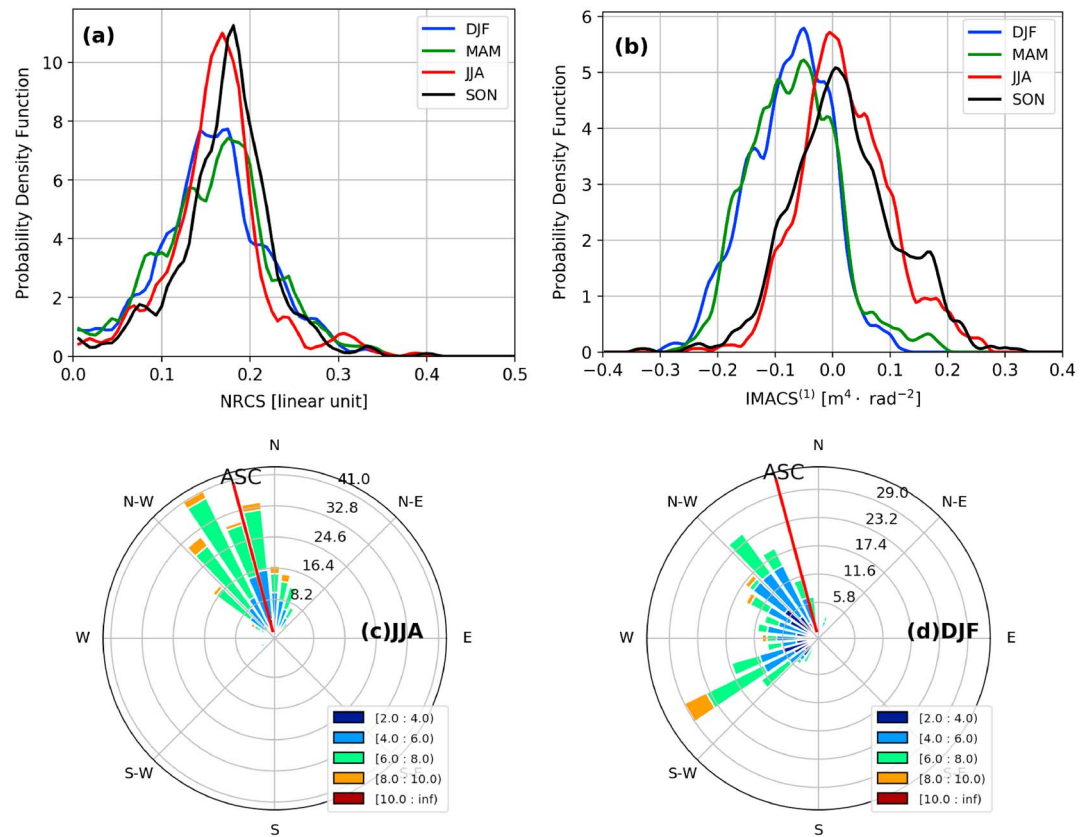 (a)
DJF
MAM
JJA
SON
Probability Density Function
10
8
6
4
2
0
0.0 0.1 0.2 0.3 0.4 0.5
NRCS [linear unit]
(b)
DJF
MAM
JJA
SON
Probability Density Function
6
5
4
3
2
1
0
−0.4 −0.3 −0.2 −0.1 0.0 0.1 0.2 0.3 0.4
IMACS⁽¹⁾ [m⁴· rad⁻²]
N
ASC
41.0
N-W
N-E
32.8
24.6
16.4
8.2
W
(c)JJA
E
[2.0 : 4.0)
[4.0 : 6.0)
[6.0 : 8.0)
S-W
S-E
[8.0 : 10.0)
[10.0 : inf)
S
N
ASC
29.0
N-W
N-E
23.2
17.4
11.6
5.8
W
(d)DJF
E
[2.0 : 4.0)
[4.0 : 6.0)
[6.0 : 8.0)
S-W
S-E
[8.0 : 10.0)
[10.0 : inf)
S